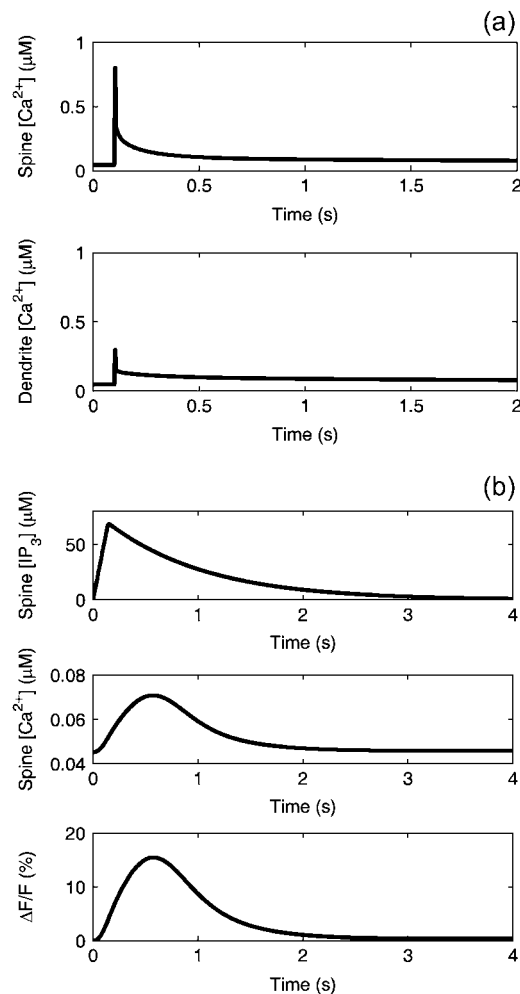 (a)
1
0.5
0
Spine [Ca²⁺] (μM)
0 0.5 1 1.5 2
Time (s)
1
0.5
0
Dendrite [Ca²⁺] (μM)
0 0.5 1 1.5 2
Time (s)
(b)
50
0
Spine [IP₃] (μM)
0 1 2 3 4
Time (s)
0.08
0.06
0.04
Spine [Ca²⁺] (μM)
0 1 2 3 4
Time (s)
20
10
0
ΔF/F (%)
0 1 2 3 4
Time (s)